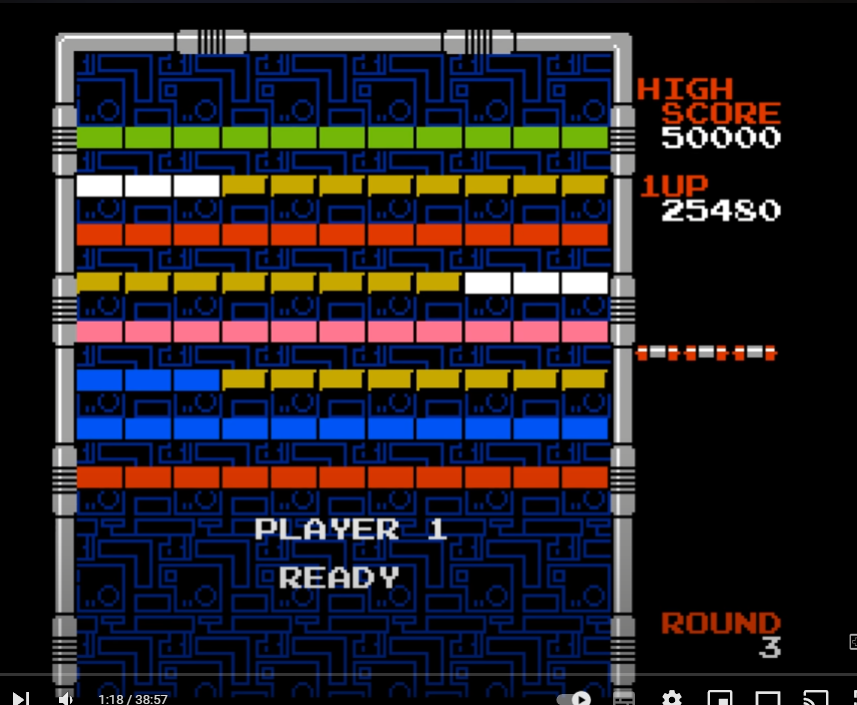 HIGH
SCORE
50000
1UP
25480
PLAYER 1
READY
ROUND
3
1:18 / 38:57